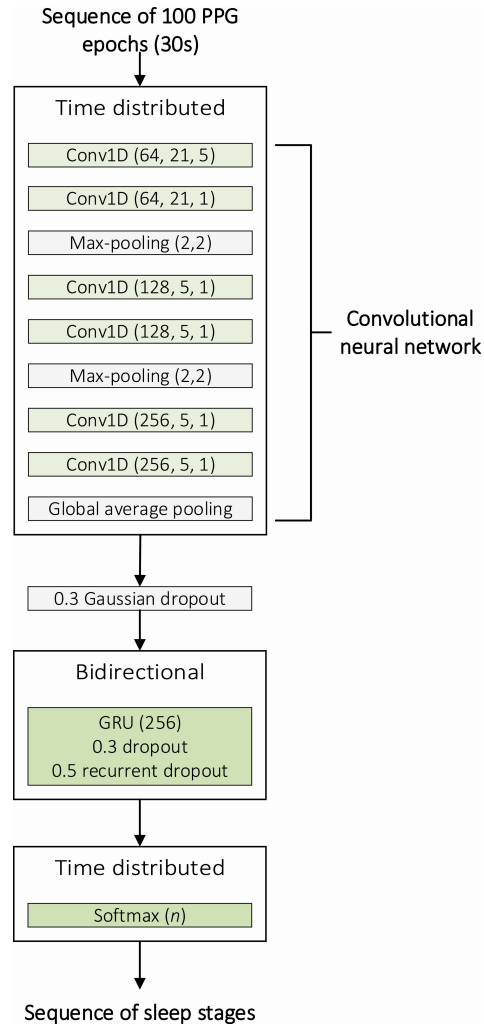 Sequence of 100 PPG
epochs (30s)
Time distributed
Conv1D (64, 21, 5)
Conv1D (64, 21, 1)
Max-pooling (2,2)
Conv1D (128, 5, 1)
Conv1D (128, 5, 1)
Max-pooling (2,2)
Conv1D (256, 5, 1)
Conv1D (256, 5, 1)
Global average pooling
Convolutional
neural network
0.3 Gaussian dropout
Bidirectional
GRU (256)
0.3 dropout
0.5 recurrent dropout
Time distributed
Softmax (n)
Sequence of sleep stages